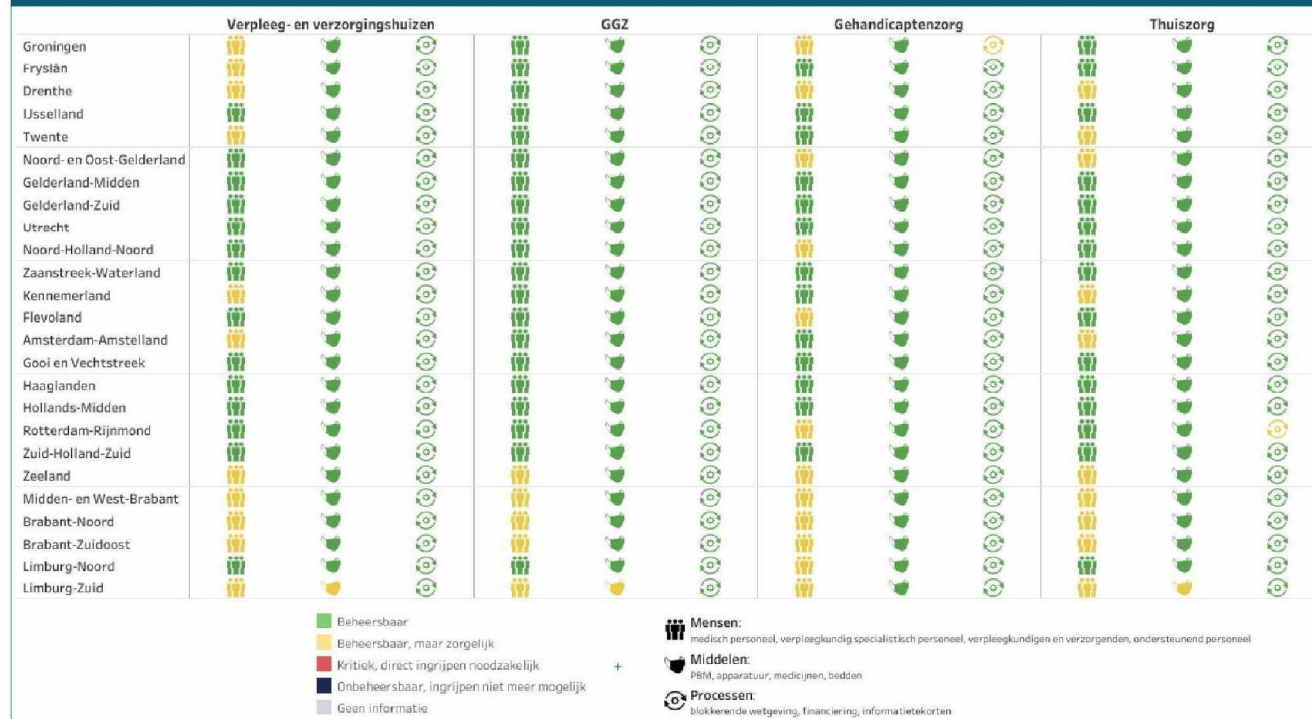 Verpleeg- en verzorgingshuizen GGZ Gehandicaptenzorg Thuiszorg
Groningen
Fryslân
Drenthe
IJsselland
Twente
Noord- en Oost-Gelderland
Gelderland-Midden
Gelderland-Zuid
Utrecht
Noord-Holland-Noord
Zaanstreek-Waterland
Kennemerland
Flevoland
Amsterdam-Amstelland
Gooi en Vechtstreek
Haaglanden
Hollands-Midden
Rotterdam-Rijnmond
Zuid-Holland-Zuid
Zeeland
Midden- en West-Brabant
Brabant-Noord
Brabant-Zuidoost
Limburg-Noord
Limburg-Zuid
Beheersbaar
Beheersbaar, maar zorgelijk
Kritiek, direct ingrijpen noodzakelijk
Onbeheersbaar, ingrijpen niet meer mogelijk
Geen informatie
+
Mensen:
medisch personeel, verpleegkundig specialistisch personeel, verpleegkundigen en verzorgenden, ondersteunend personeel
Middelen:
PBM, apparatuur, medicijnen, bedden
Processen:
blokkerende wetgeving, financiering, informatietekorten